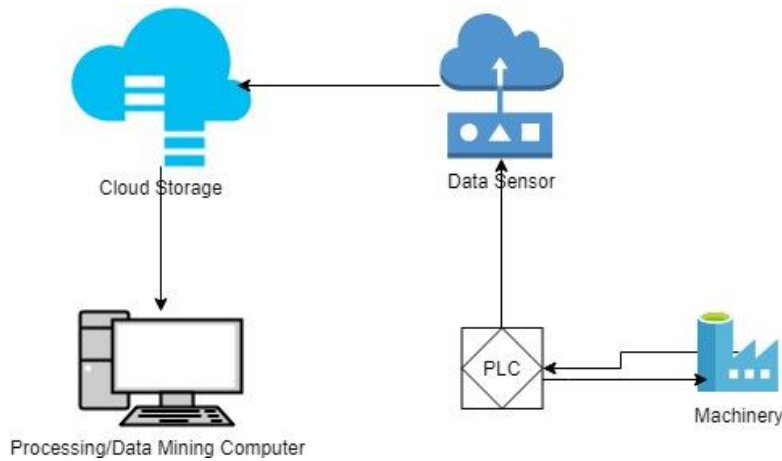 Cloud Storage
Data Sensor
PLC
Machinery
Processing/Data Mining Computer